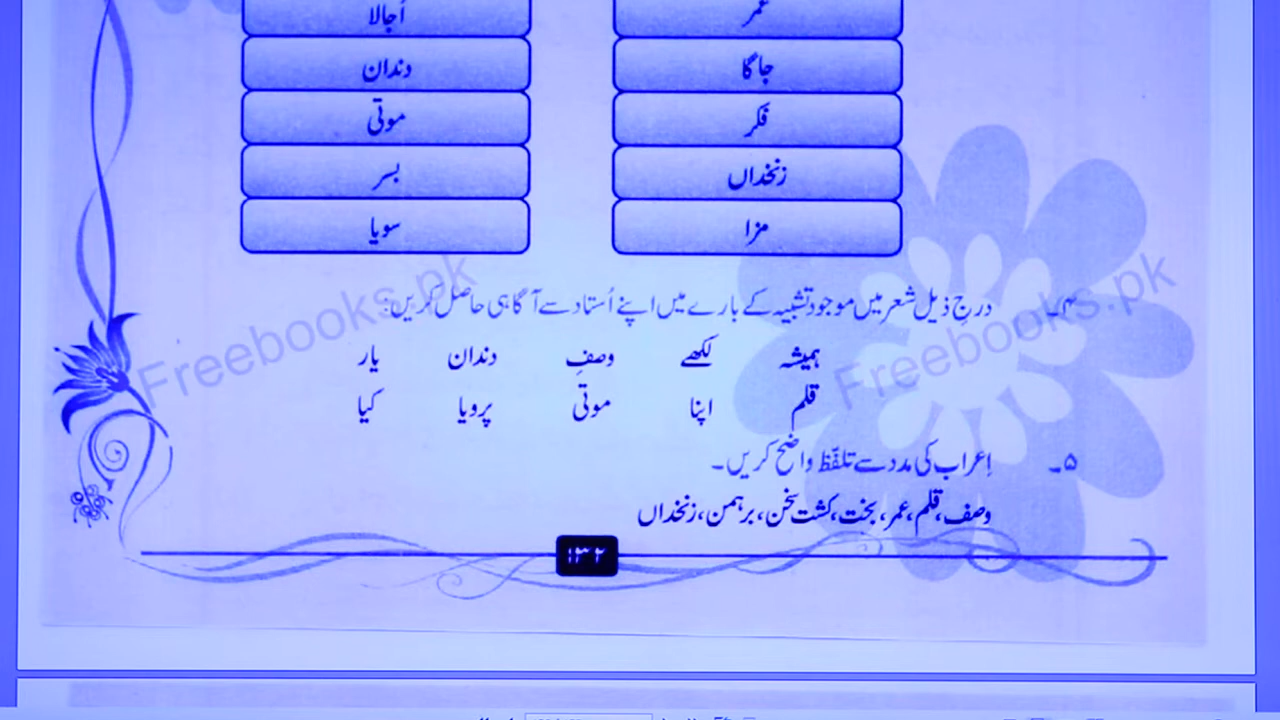 عمر	اُجالا
جاگا	دندان
فکر	موتی
زنخداں	بسر
مزا	سویا
۴۔ درجِ ذیل شعر میں موجود تشبیہ کے بارے میں اپنے اُستاد سے آگاہی حاصل کریں:
ہمیشہ لکھے وصفِ دندان یار
قلم اپنا موتی پرویا کیا
۵۔ اِعراب کی مدد سے تلفّظ واضح کریں۔
وصف، قلم، عمر، بخت، کشت سخن، برہمن، زنخداں
۱۳۲
Freebooks.pk
Freebooks.pk